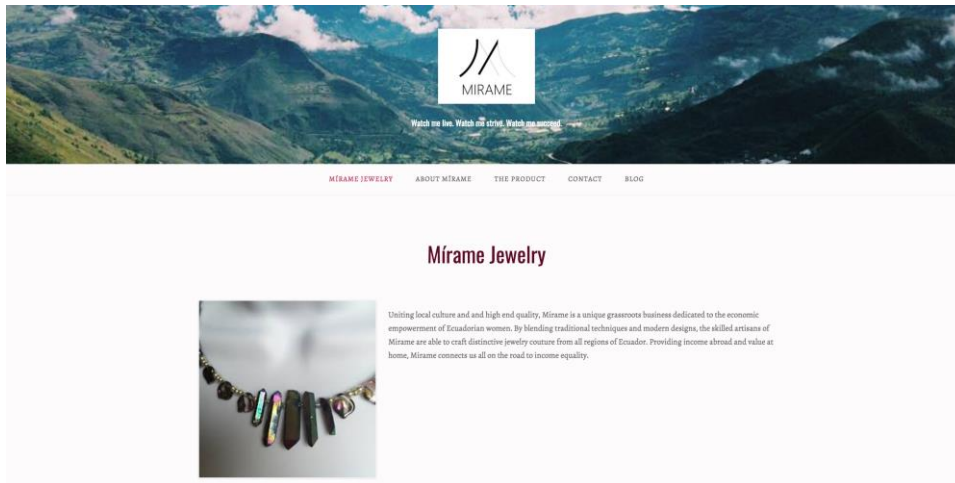 MIRAME
Watch me live. Watch me strive. Watch me succeed.
MÍRAME JEWELRY ABOUT MÍRAME THE PRODUCT CONTACT BLOG
Mírame Jewelry
Uniting local culture and and high end quality, Mirame is a unique grassroots business dedicated to the economic
empowerment of Ecuadorian women. By blending traditional techniques and modern designs, the skilled artisans of
Mirame are able to craft distinctive jewelry couture from all regions of Ecuador. Providing income abroad and value at
home, Mirame connects us all on the road to income equality.